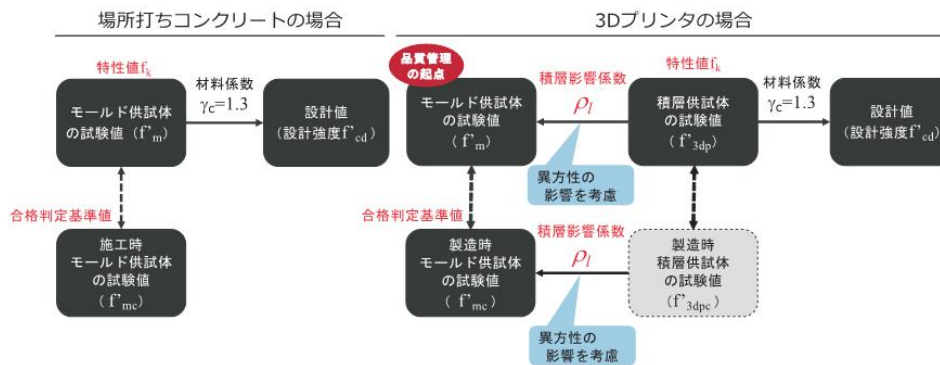 場所打ちコンクリートの場合
特性値fk
モールド供試体
の試験値（f’m）
材料係数
γc=1.3
設計値
（設計強度f’cd）
合格判定基準値
施工時
モールド供試体
の試験値
（f’mc）
3Dプリンタの場合
品質管理
の起点
モールド供試体
の試験値
（f’m）
積層影響係数
ρl
特性値fk
積層供試体
の試験値
（f’3dp）
材料係数
γc=1.3
設計値
（設計強度f’cd）
異方性の
影響を考慮
合格判定基準値
製造時
モールド供試体
の試験値
（f’mc）
積層影響係数
ρl
製造時
積層供試体
の試験値
（f’3dpc）
異方性の
影響を考慮